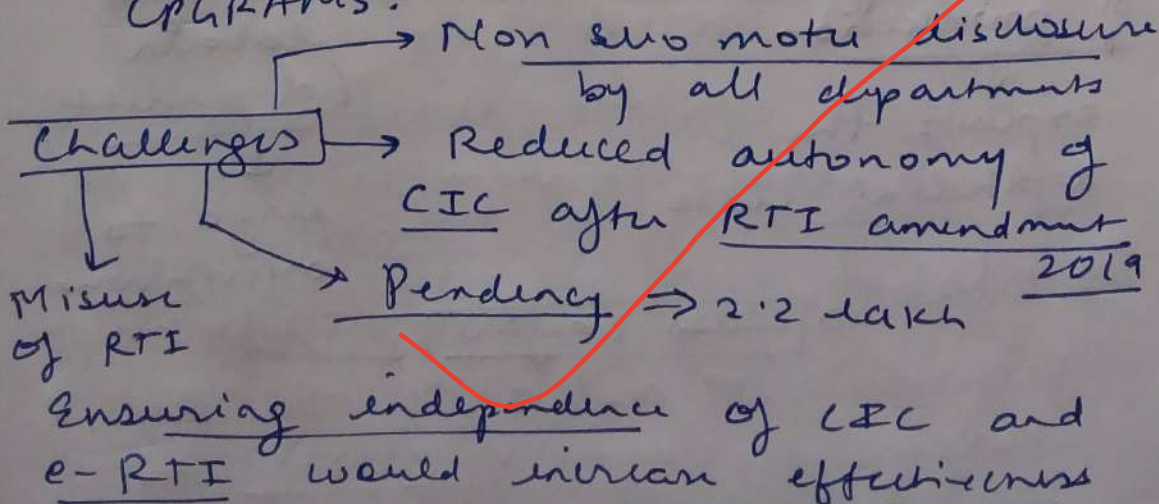 CPGRAMS.
Non suo motu disclosure
by all departments
Challenges
Reduced autonomy of
CIC after RTI amendment
2019
Pendency ⇒ 2.2 lakh
Misuse
of RTI
Ensuring independence of CIC and
e-RTI would increase effectiveness